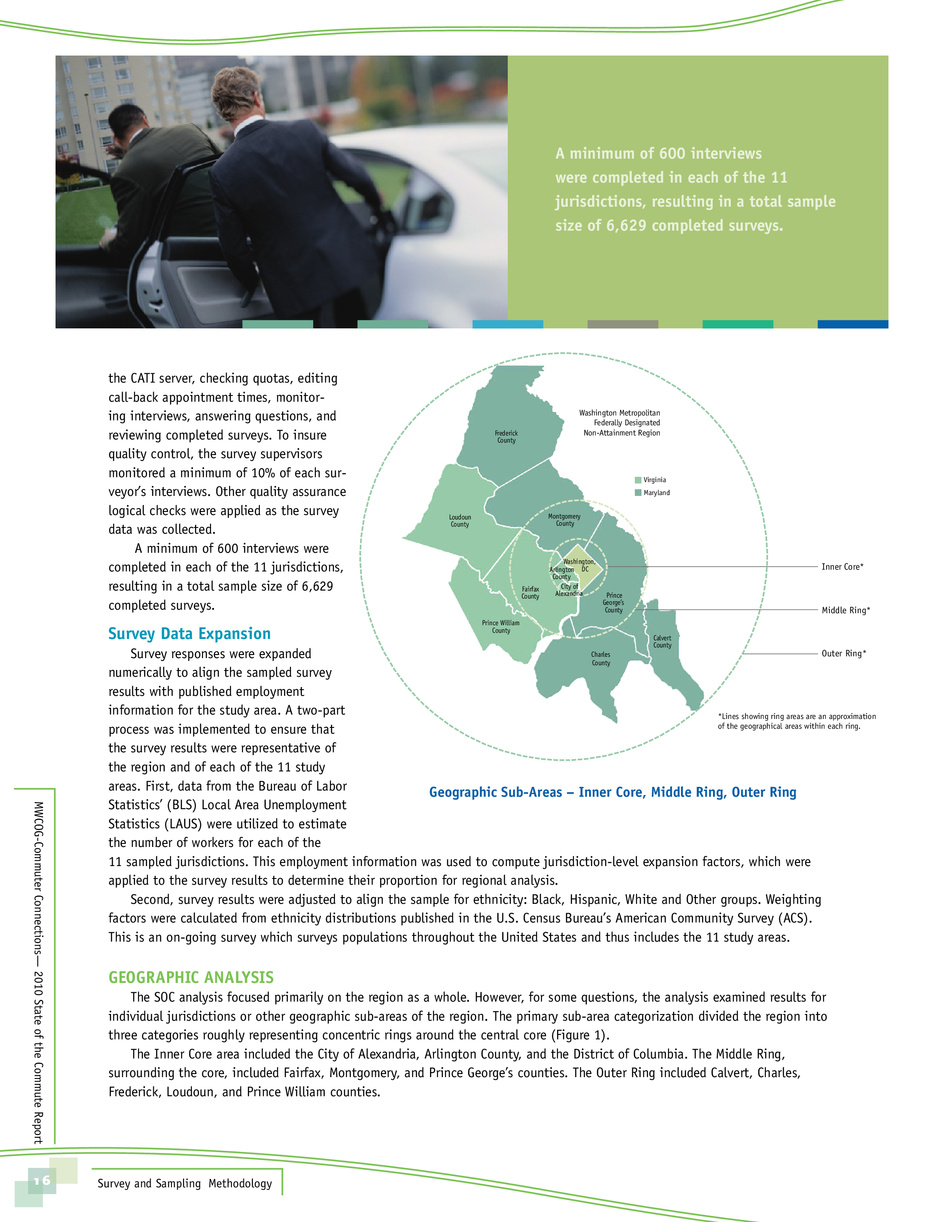 A minimum of 600 interviews
were completed in each of the 11
jurisdictions, resulting in a total sample
size of 6,629 completed surveys.
the CATI server, checking quotas, editing
call-back appointment times, monitor-
ing interviews, answering questions, and
reviewing completed surveys. To insure
quality control, the survey supervisors
monitored a minimum of 10% of each sur-
veyor's interviews. Other quality assurance
logical checks were applied as the survey
data was collected.
A minimum of 600 interviews were
completed in each of the 11 jurisdictions,
resulting in a total sample size of 6,629
completed surveys.
Survey Data Expansion
Survey responses were expanded
numerically to align the sampled survey
results with published employment
information for the study area. A two-part
process was implemented to ensure that
the survey results were representative of
the region and of each of the 11 study
areas. First, data from the Bureau of Labor
Statistics' (BLS) Local Area Unemployment
Statistics (LAUS) were utilized to estimate
the number of workers for each of the
11 sampled jurisdictions. This employment information was used to compute jurisdiction-level expansion factors, which were
applied to the survey results to determine their proportion for regional analysis.
Second, survey results were adjusted to align the sample for ethnicity: Black, Hispanic, White and Other groups. Weighting
factors were calculated from ethnicity distributions published in the U.S. Census Bureau's American Community Survey (ACS).
This is an on-going survey which surveys populations throughout the United States and thus includes the 11 study areas.
Washington Metropolitan
Federally Designated
Non-Attainment Region
Virginia
Maryland
Frederick
County
Loudoun
County
Montgomery
County
Washington,
DC
Arlington
County
City of
Alexandria
Fairfax
County
Prince
George's
County
Prince William
County
Charles
County
Calvert
County
Inner Core*
Middle Ring*
Outer Ring*
*Lines showing ring areas are an approximation
of the geographical areas within each ring.
Geographic Sub-Areas – Inner Core, Middle Ring, Outer Ring
GEOGRAPHIC ANALYSIS
The SOC analysis focused primarily on the region as a whole. However, for some questions, the analysis examined results for
individual jurisdictions or other geographic sub-areas of the region. The primary sub-area categorization divided the region into
three categories roughly representing concentric rings around the central core (Figure 1).
The Inner Core area included the City of Alexandria, Arlington County, and the District of Columbia. The Middle Ring,
surrounding the core, included Fairfax, Montgomery, and Prince George's counties. The Outer Ring included Calvert, Charles,
Frederick, Loudoun, and Prince William counties.
MWCOG-Commuter Connections— 2010 State of the Commute Report
16
Survey and Sampling Methodology